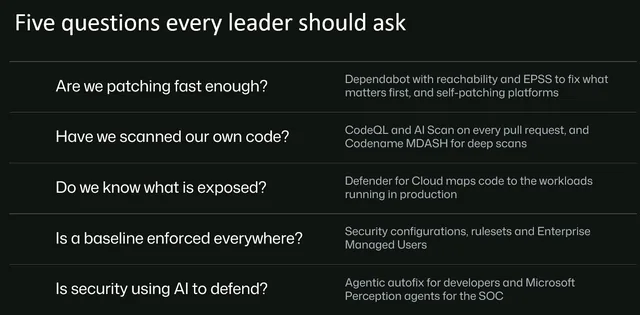 Five questions every leader should ask
Are we patching fast enough?
Dependabot with reachability and EPSS to fix what
matters first, and self-patching platforms
Have we scanned our own code?
CodeQL and AI Scan on every pull request, and
Codename MDASH for deep scans
Do we know what is exposed?
Defender for Cloud maps code to the workloads
running in production
Is a baseline enforced everywhere?
Security configurations, rulesets and Enterprise
Managed Users
Is security using AI to defend?
Agentic autofix for developers and Microsoft
Perception agents for the SOC